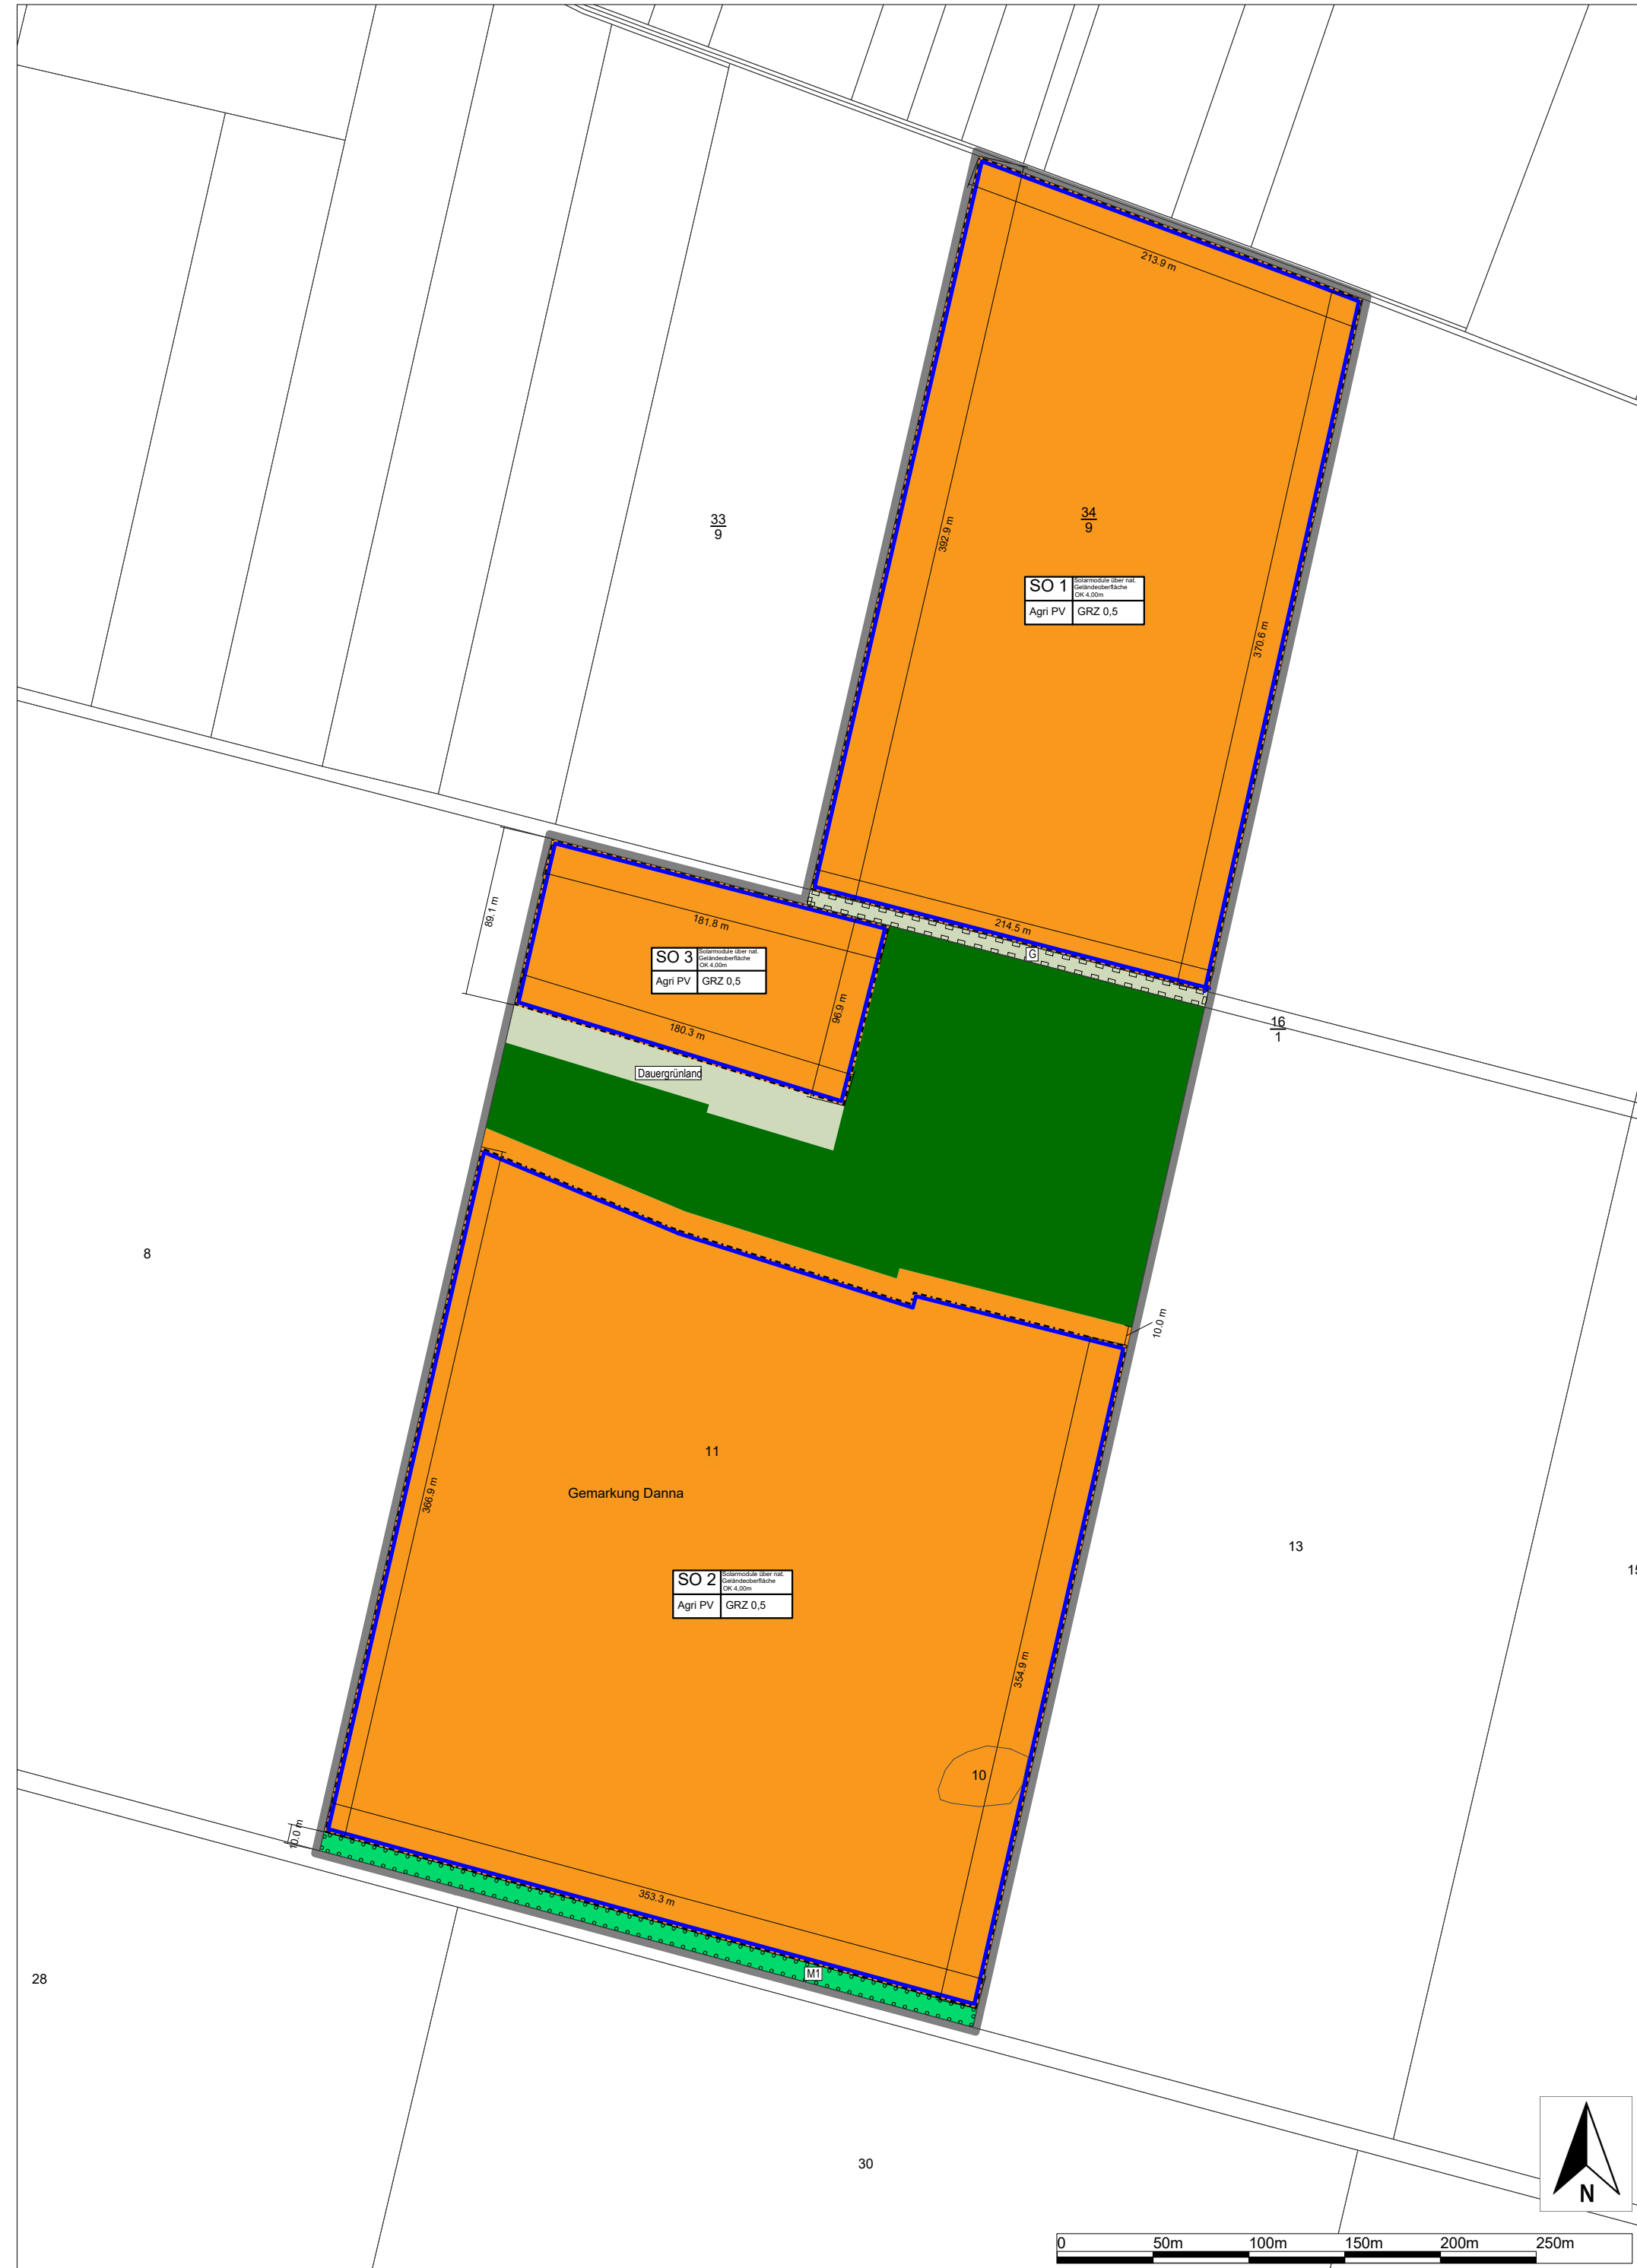 213.9 m
392.9 m
33
9
34
9
SO 1
Solarmodule über nat.
Geländeoberfläche
OK 4,00m
Agri PV
GRZ 0,5
370.6 m
89.1 m
181.8 m
214.5 m
G
SO 3
Solarmodule über nat.
Geländeoberfläche
OK 4,00m
Agri PV
GRZ 0,5
96.9 m
180.3 m
16
1
Dauergrünland
8
10.0 m
11
Gemarkung Danna
366.9 m
13
15
SO 2
Solarmodule über nat.
Geländeoberfläche
OK 4,00m
Agri PV
GRZ 0,5
354.9 m
10
10.0 m
353.3 m
M1
28
30
N
0 50m 100m 150m 200m 250m